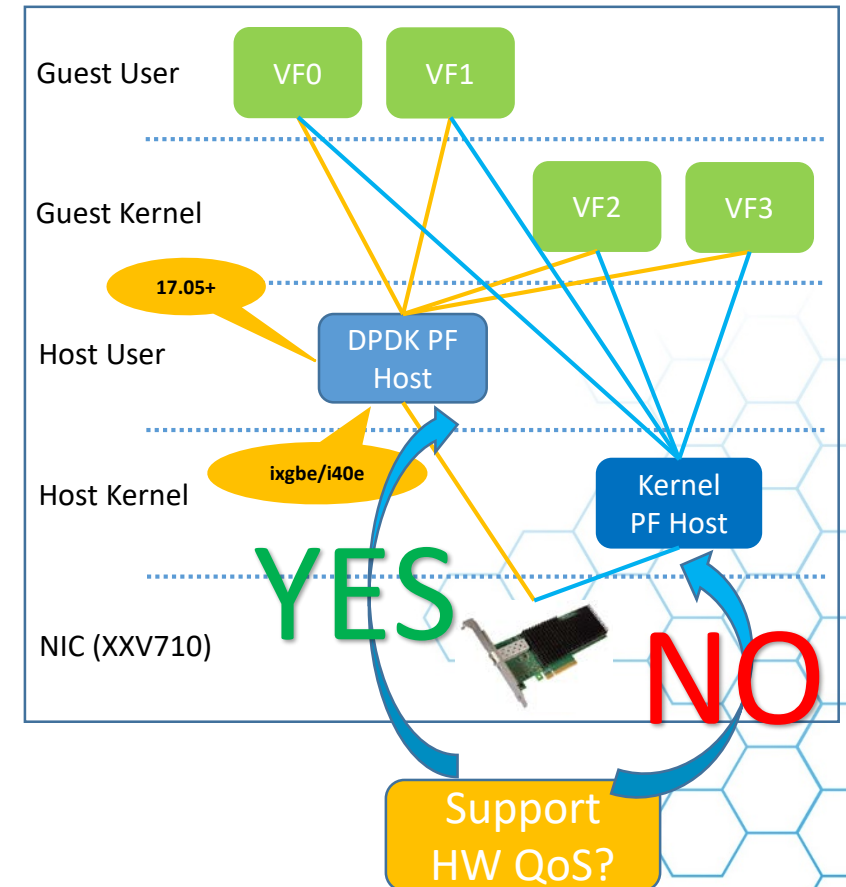 Guest User
VF0
VF1
Guest Kernel
VF2
VF3
17.05+
Host User
DPDK PF
Host
ixgbe/i40e
Host Kernel
Kernel
PF Host
YES
NIC (XXV710)
NO
Support
HW QoS?